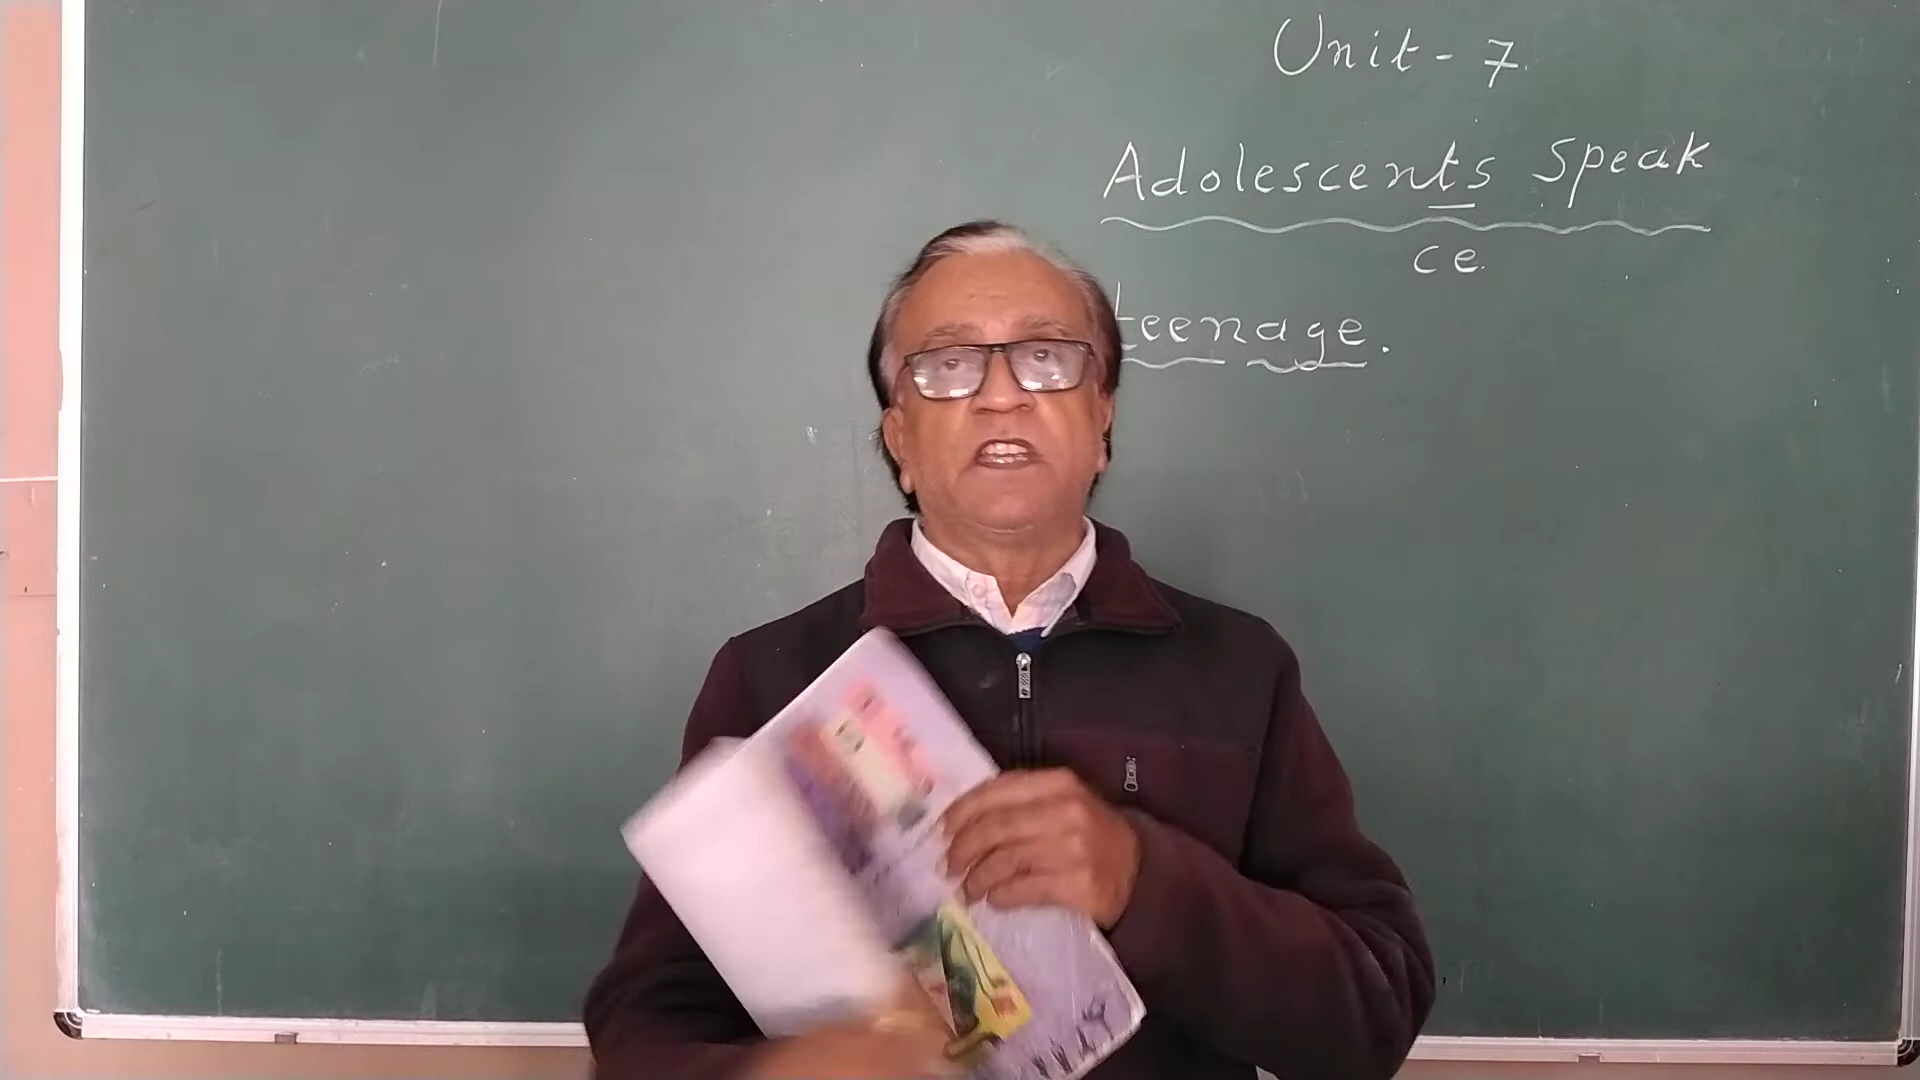 Unit - 7.
Adolescents Speak
ce.
teenage.